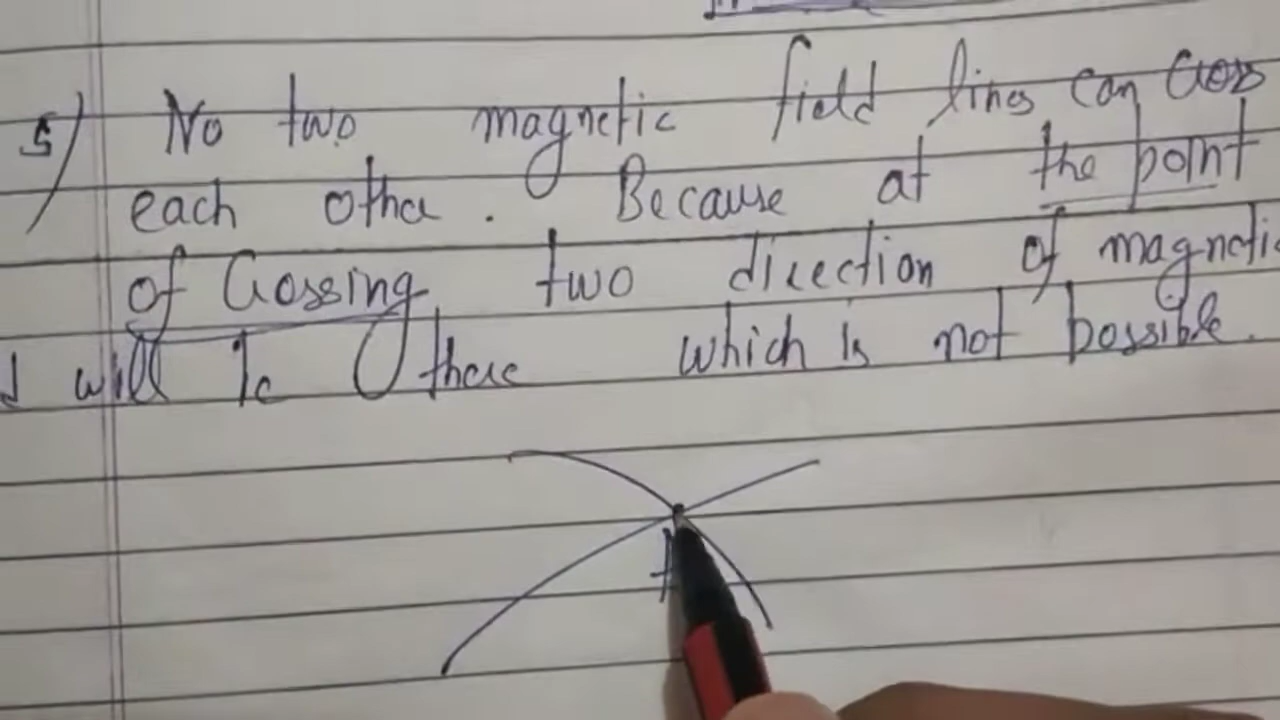 5) No two magnetic field lines can Cross
each other. Because at the point
of Crossing two direction of magnetic
will be there which is not possible.